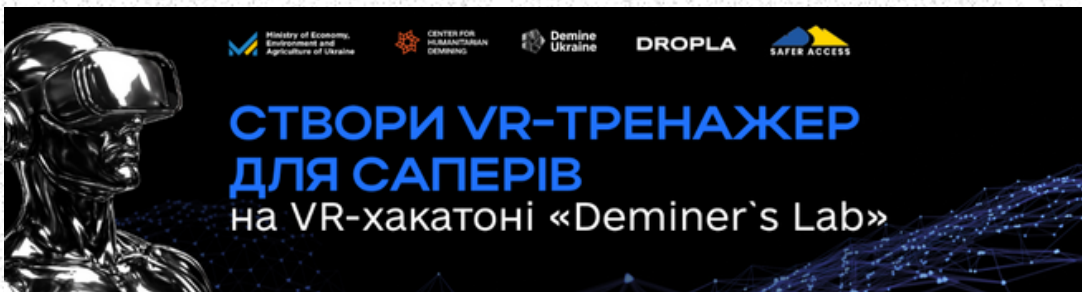 Ministry of Economy,
Environment and
Agriculture of Ukraine
CENTER FOR
HUMANITARIAN
DEMINING
Demine
Ukraine
DROPLA
SAFER ACCESS
СТВОРИ VR-ТРЕНАЖЕР
ДЛЯ САПЕРІВ
на VR-хакатоні «Deminer`s Lab»